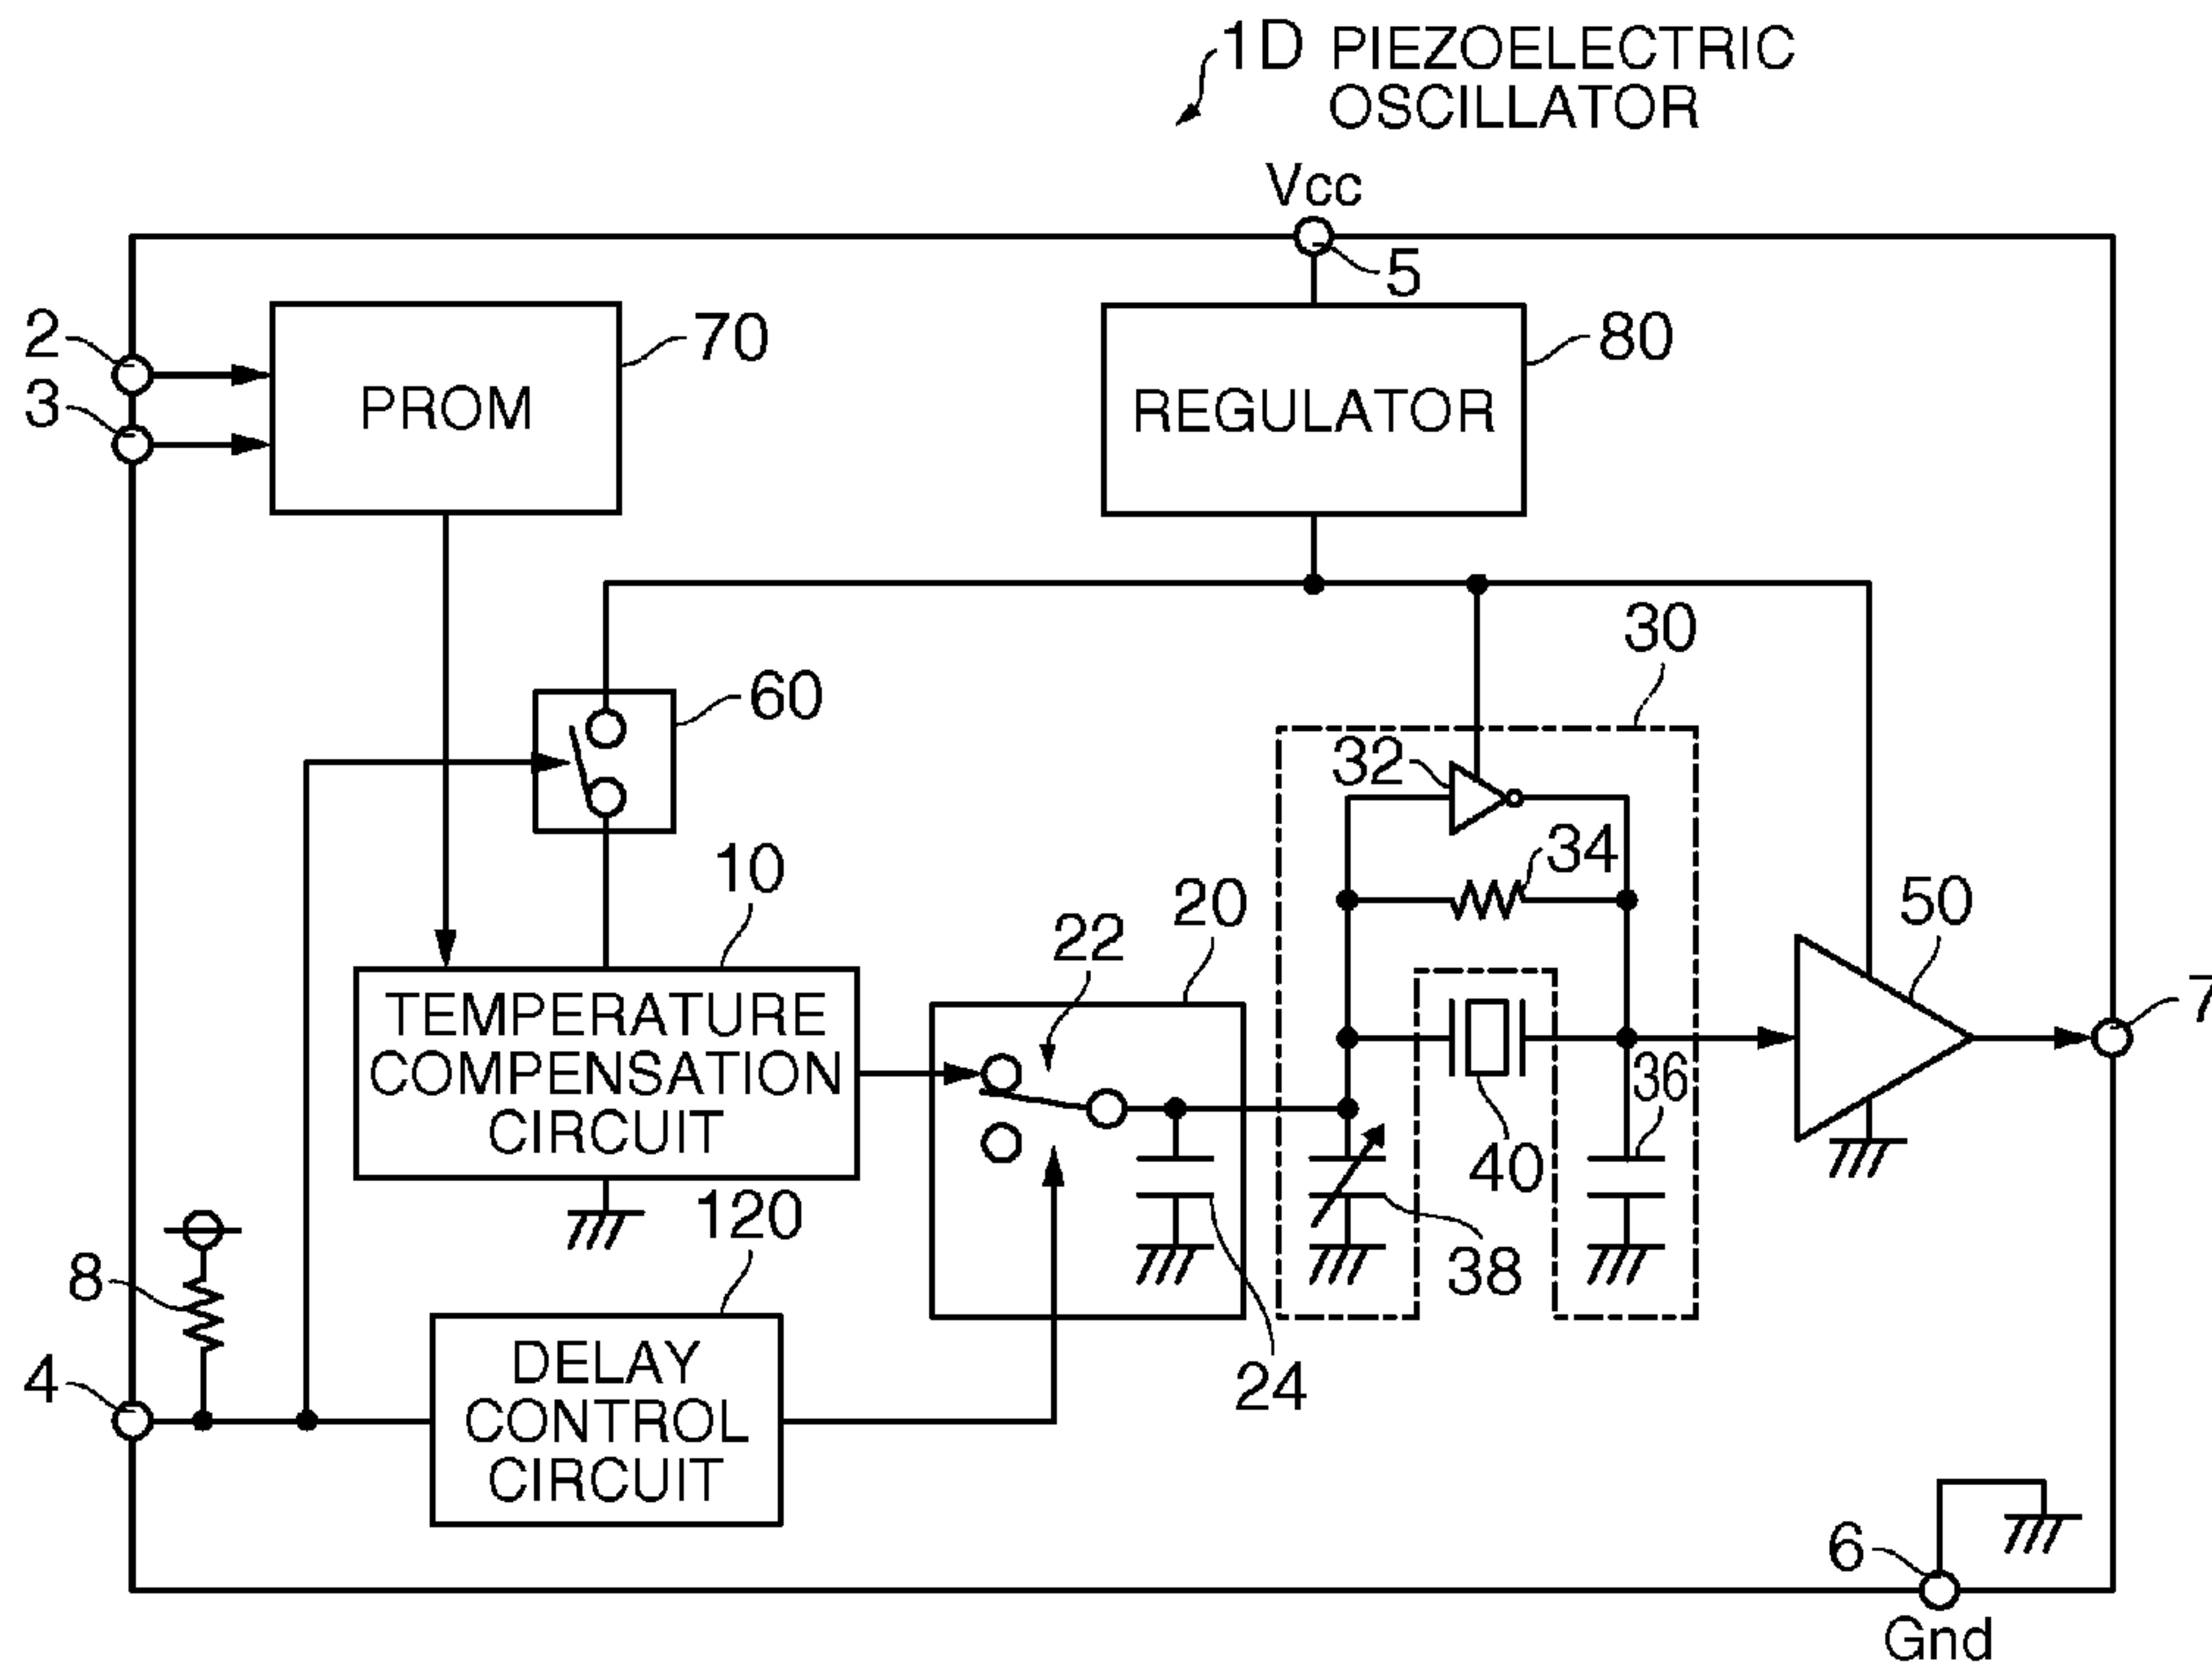 1D PIEZOELECTRIC
OSCILLATOR
Vcc
5
2
3
70
80
PROM
REGULATOR
30
60
32
34
10
20
22
50
7
TEMPERATURE
COMPENSATION
CIRCUIT
36
40
120
8
38
24
4
DELAY
CONTROL
CIRCUIT
6
Gnd